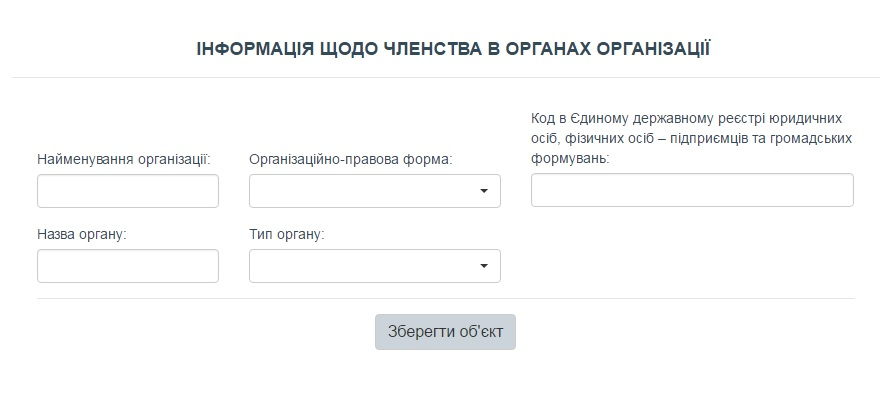 ІНФОРМАЦІЯ ЩОДО ЧЛЕНСТВА В ОРГАНАХ ОРГАНІЗАЦІЇ
Найменування організації:
Організаційно-правова форма:
Код в Єдиному державному реєстрі юридичних
осіб, фізичних осіб – підприємців та громадських
формувань:
Назва органу:
Тип органу:
Зберегти об'єкт